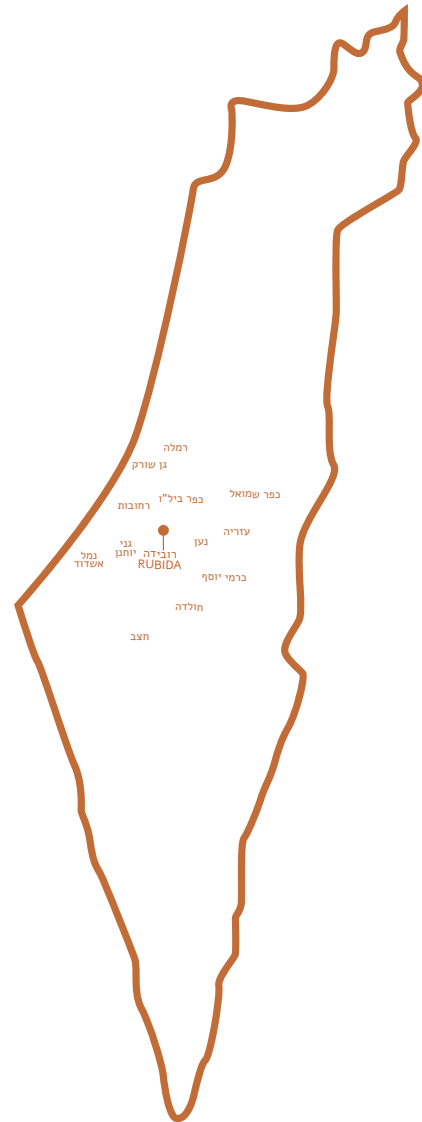 רמלה
גן שורק
כפר שמואל
כפר ביל"ו
רחובות
עזריה
נען
גני
יוחנן
נמל
אשדוד
רובידה
RUBIDA
כרמי יוסף
חולדה
חצב